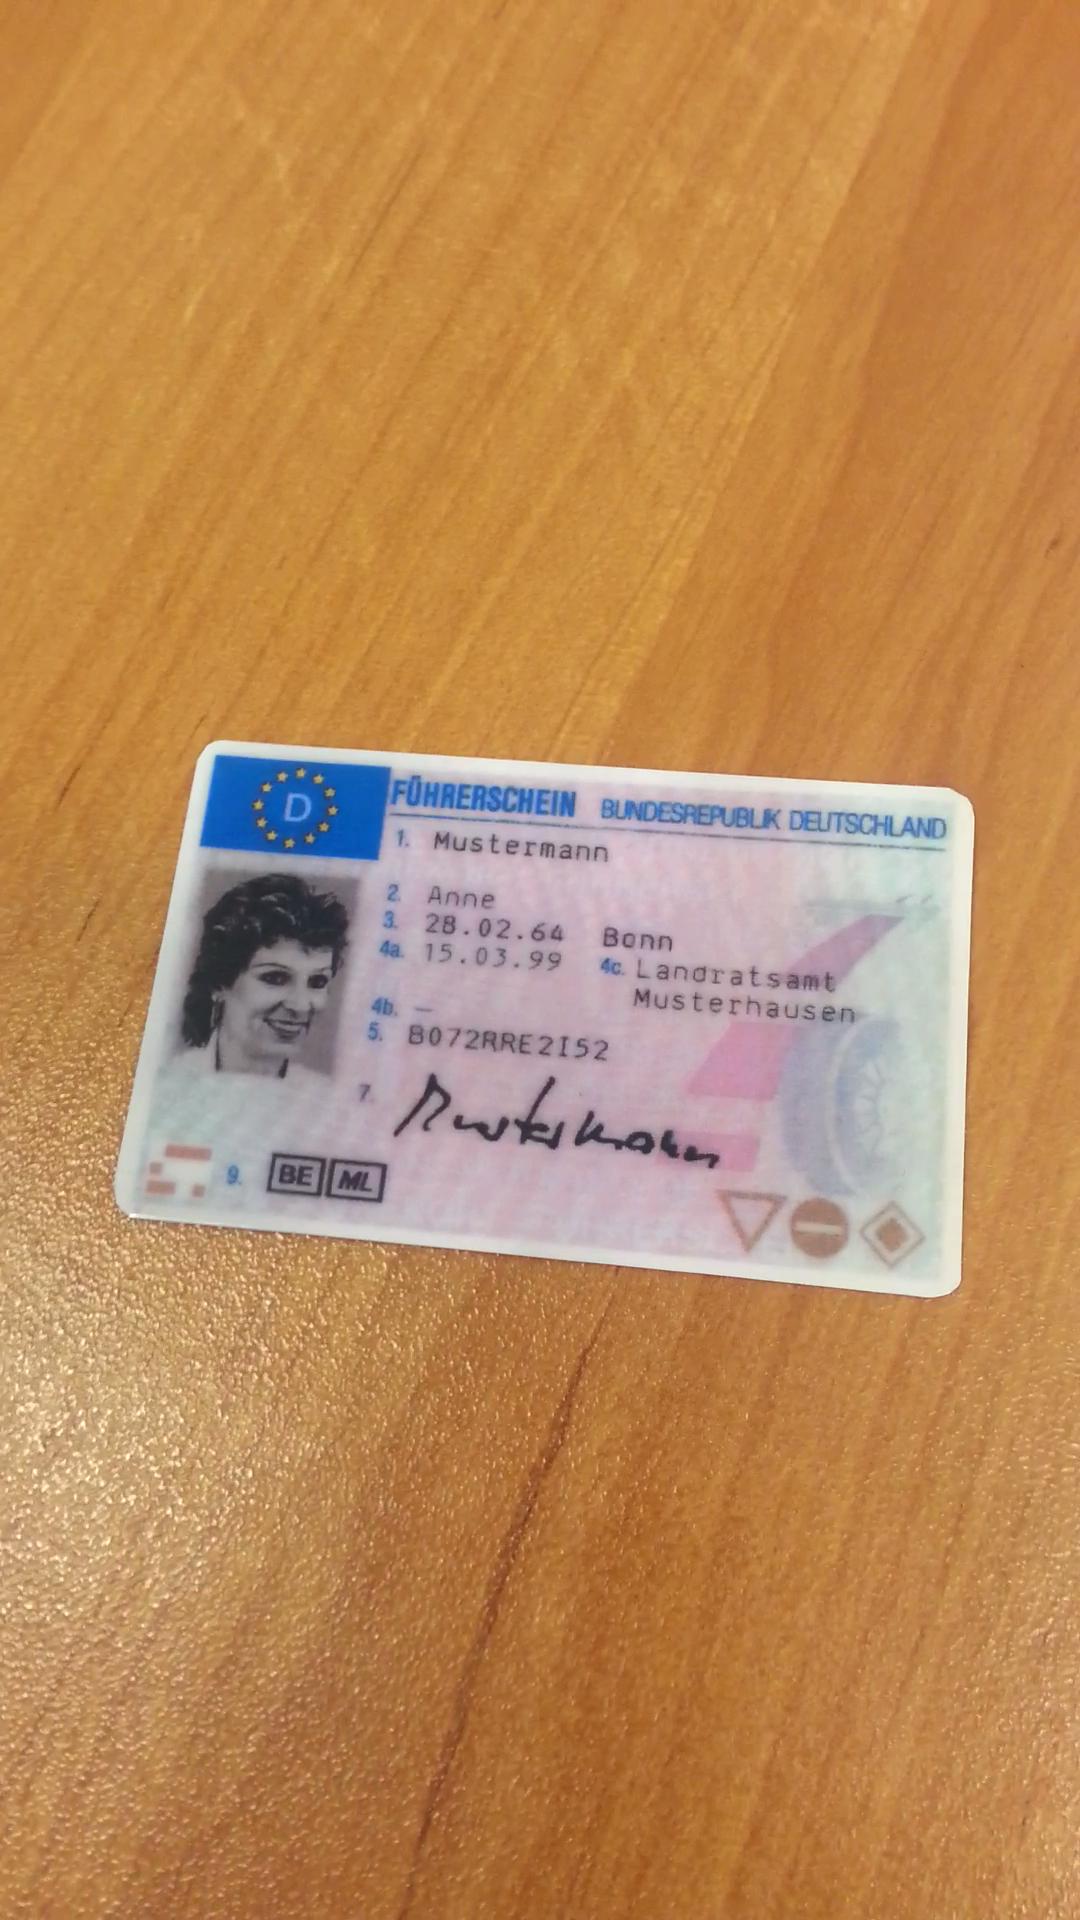 D
FÜHRERSCHEIN BUNDESREPUBLIK DEUTSCHLAND
1. Mustermann
2. Anne
3. 28.02.64 Bonn
4a. 15.03.99 4c. Landratsamt
Musterhausen
4b. –
5. B072RRE2I52
7. Mustermann
9. BE ML